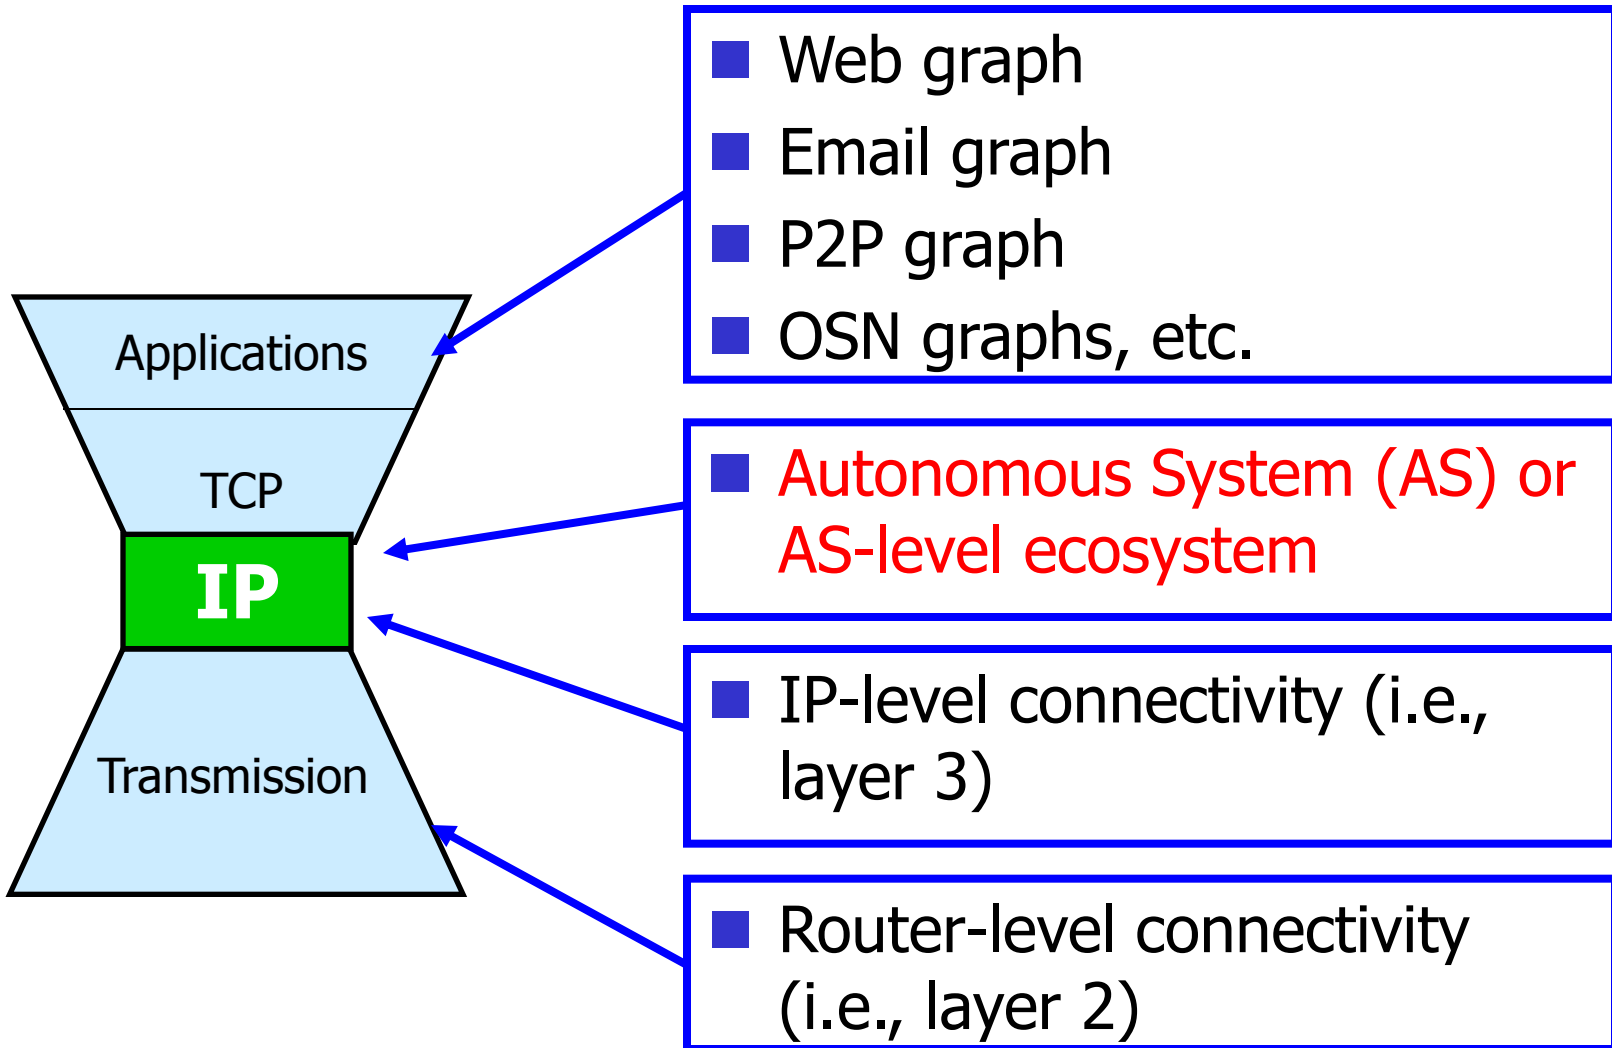 Web graph
Email graph
P2P graph
OSN graphs, etc.
Applications
TCP
Autonomous System (AS) or
AS-level ecosystem
IP
IP-level connectivity (i.e.,
layer 3)
Transmission
Router-level connectivity
(i.e., layer 2)